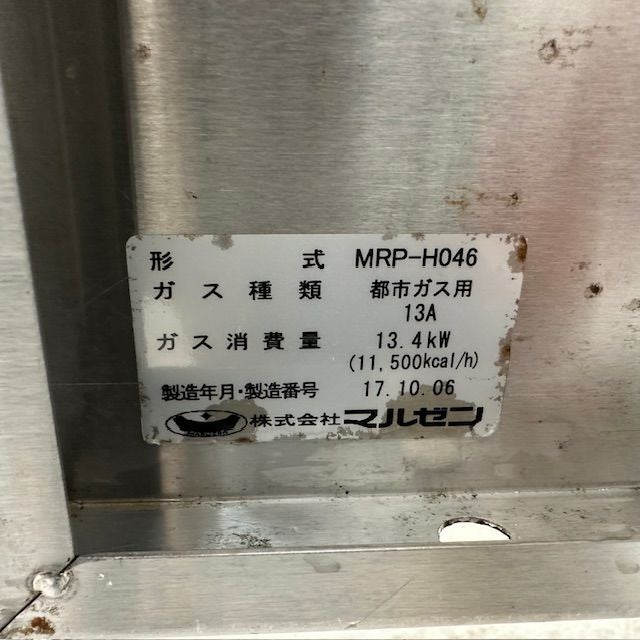 形式 MRP-H046
ガス種類 都市ガス用
13A
ガス消費量 13.4kW
(11,500kcal/h)
製造年月・製造番号 17.10.06
株式会社マルゼン